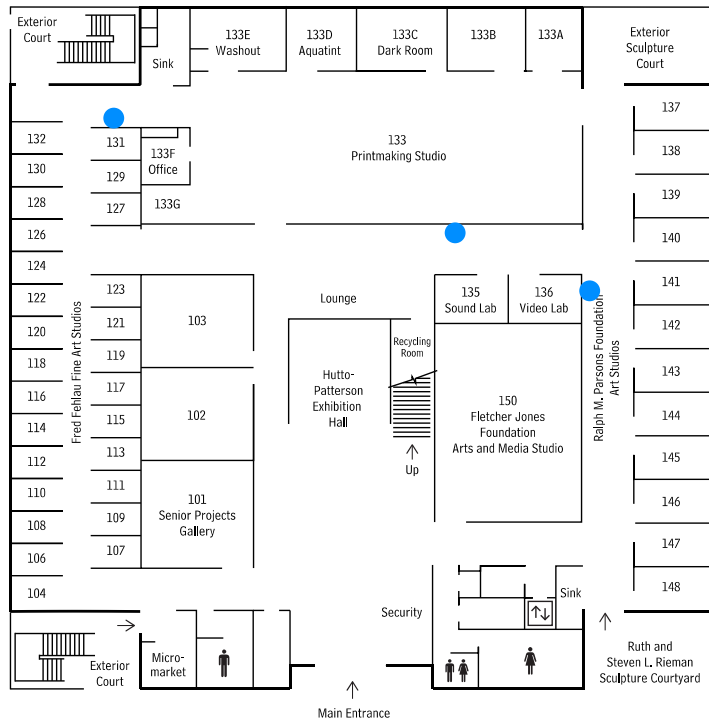 Exterior
Court
Sink
133E
Washout
133D
Aquatint
133C
Dark Room
133B
133A
Exterior
Sculpture
Court
132
130
128
126
124
122
120
118
116
114
112
110
108
106
104
Fred Fehlau Fine Art Studios
131
129
127
133F
Office
133G
133
Printmaking Studio
123
121
119
117
115
113
111
109
107
103
102
101
Senior Projects
Gallery
Lounge
Hutto-
Patterson
Exhibition
Hall
Recycling
Room
Up
135
Sound Lab
136
Video Lab
150
Fletcher Jones
Foundation
Arts and Media Studio
Ralph M. Parsons Foundation
Art Studios
137
138
139
140
141
142
143
144
145
146
147
148
Security
Sink
Exterior
Court
Micro-
market
Main Entrance
Ruth and
Steven L. Rieman
Sculpture Courtyard